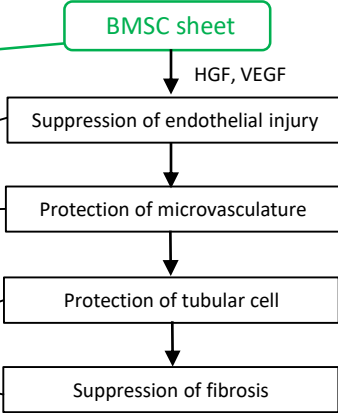 BMSC sheet
HGF, VEGF
Suppression of endothelial injury
Protection of microvasculature
Protection of tubular cell
Suppression of fibrosis